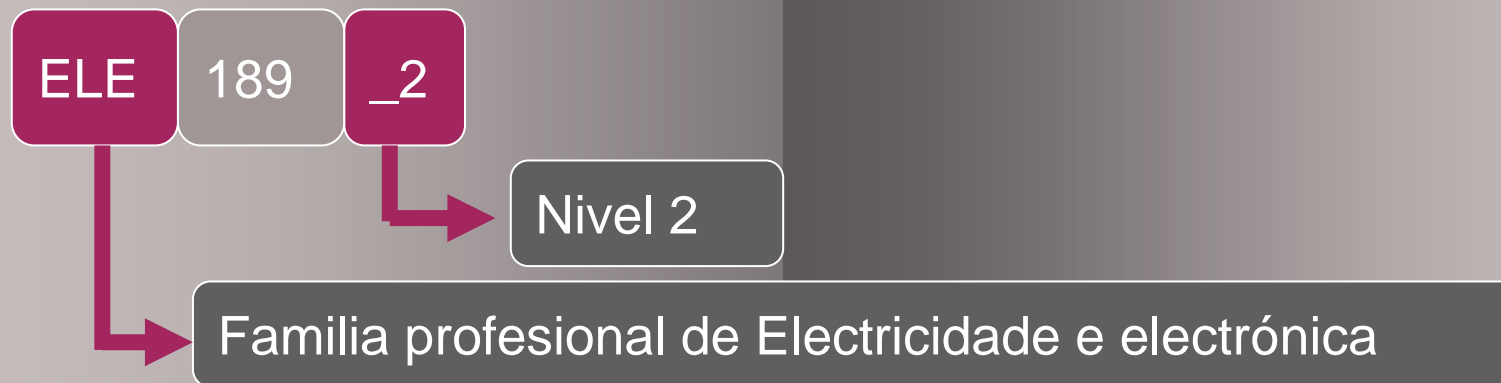 ELE 189 _2
Nivel 2
Familia profesional de Electricidade e electrónica